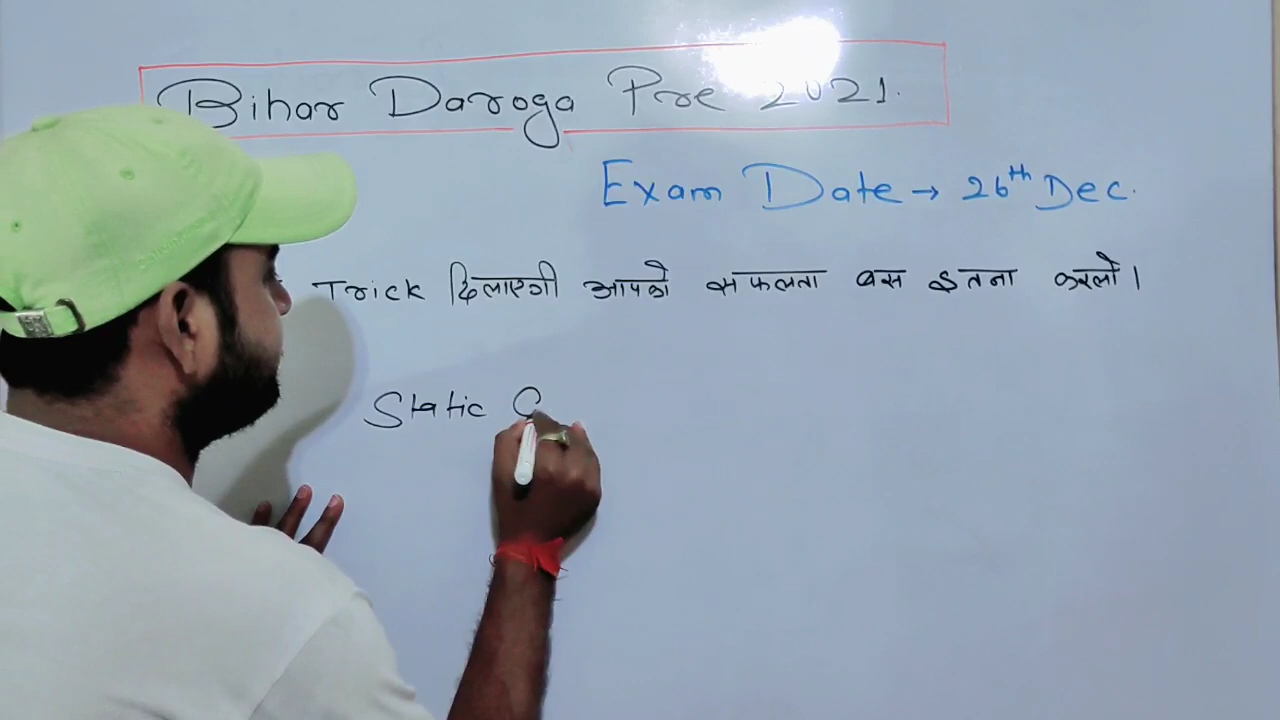 Bihar Daroga Pre 2021.
Exam Date → 26th Dec.
Trick दिलाएगी आपको सफलता बस इतना करलो।
Static G